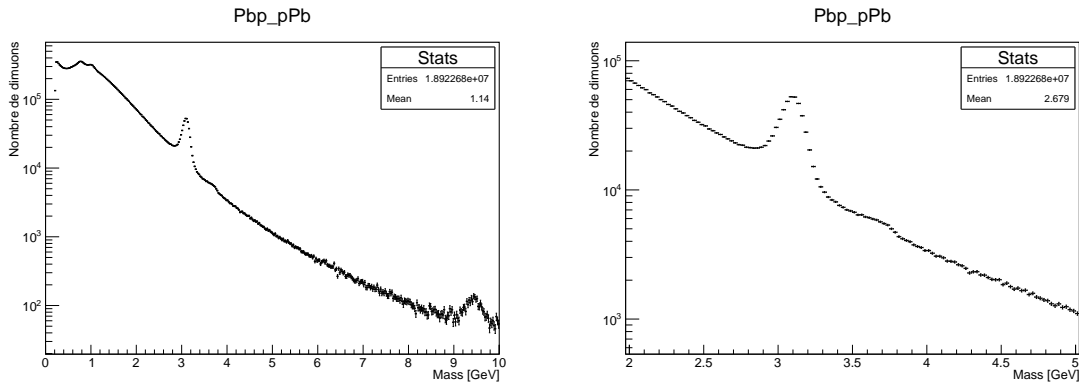 Pbp_pPb
Nombre de dimuons
10^5
10^4
10^3
10^2
Stats
Entries 1.892268e+07
Mean 1.14
0 1 2 3 4 5 6 7 8 9 10
Mass [GeV]
Pbp_pPb
Nombre de dimuons
10^5
10^4
10^3
Stats
Entries 1.892268e+07
Mean 2.679
2 2.5 3 3.5 4 4.5 5
Mass [GeV]